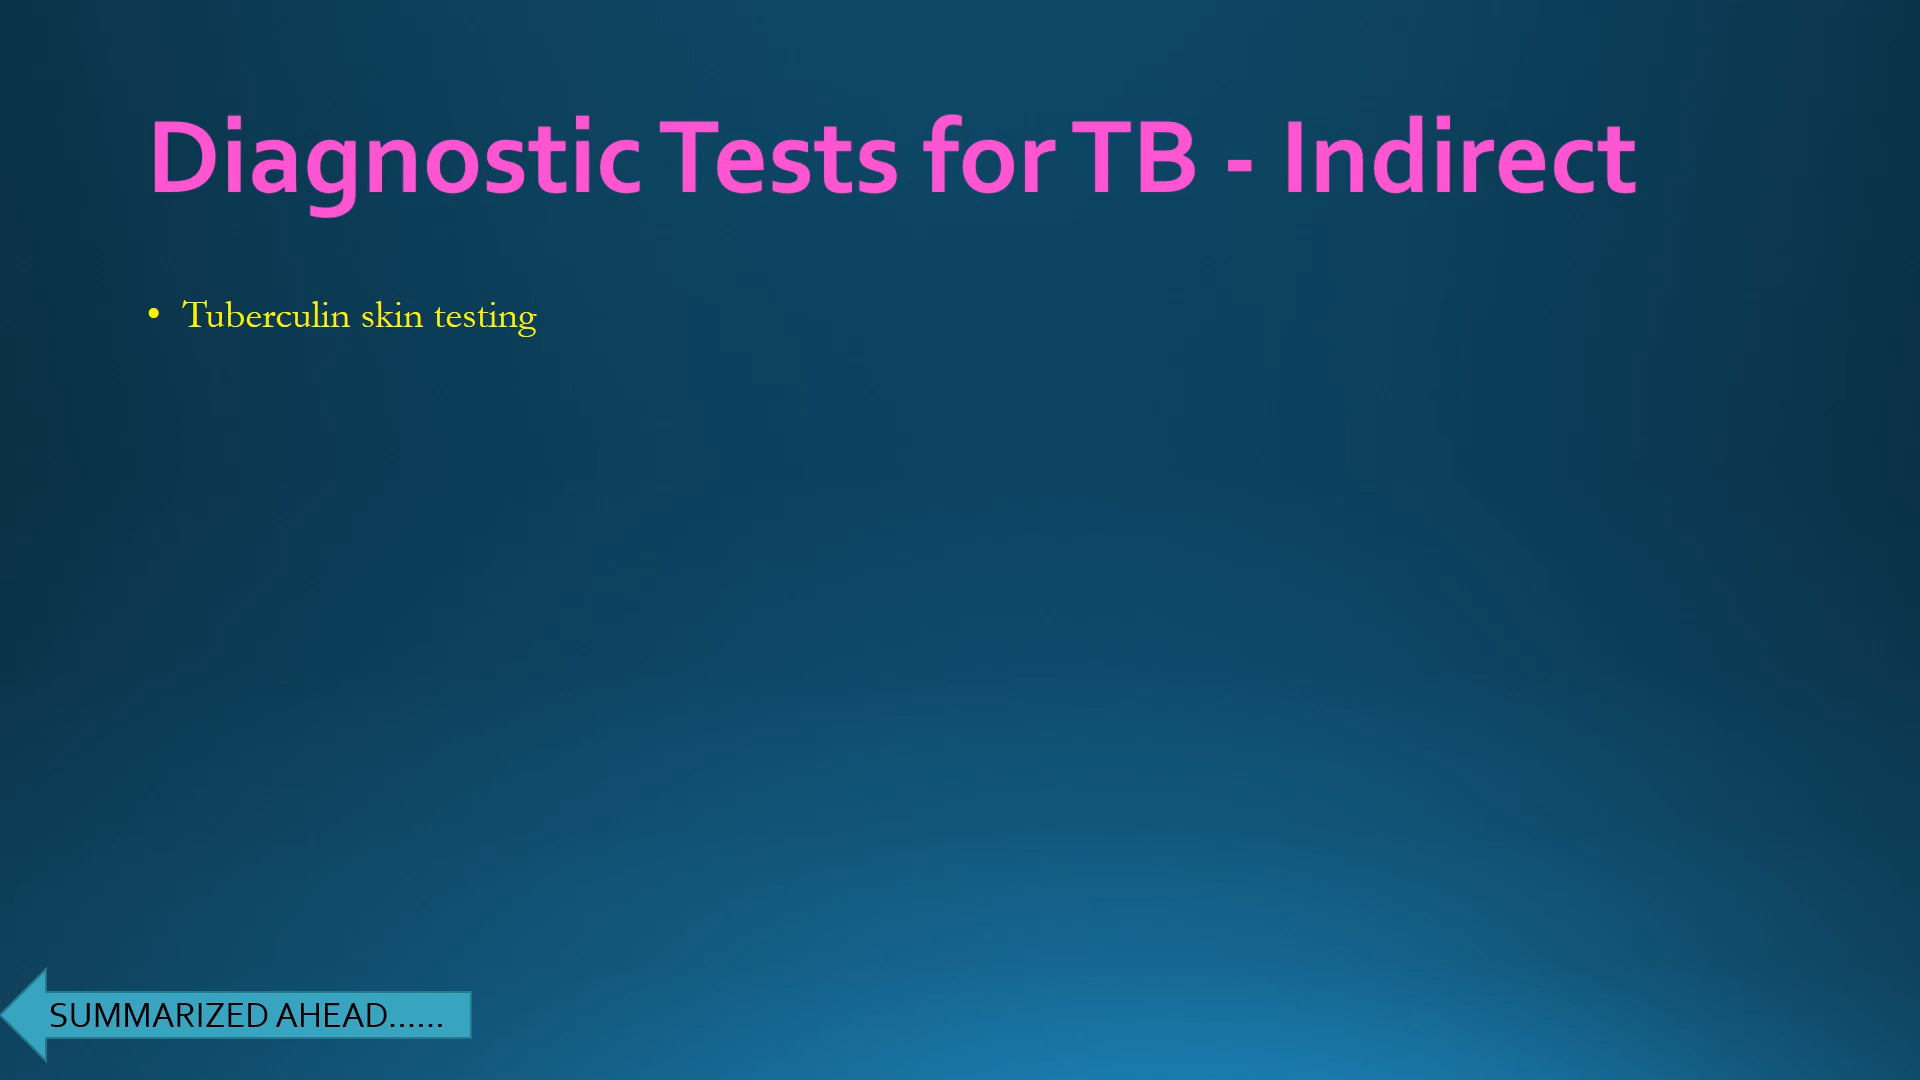 Diagnostic Tests for TB - Indirect
• Tuberculin skin testing
SUMMARIZED AHEAD......